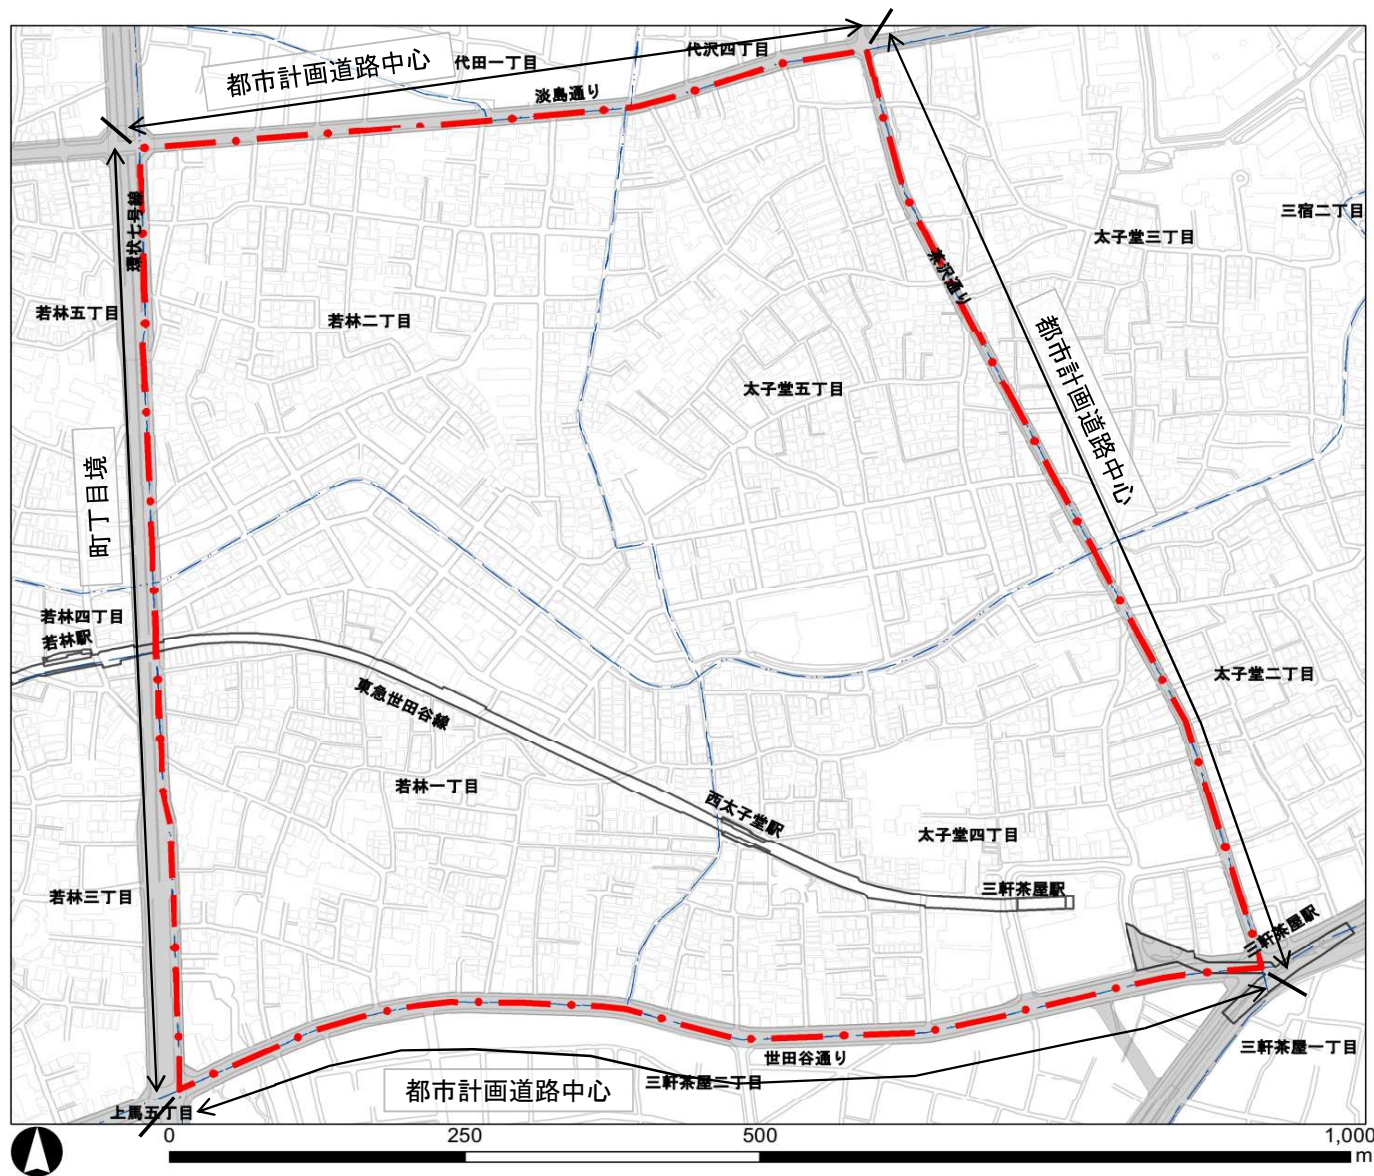 代沢四丁目
都市計画道路中心
代田一丁目
淡島通り
環状七号線
三宿二丁目
太子堂三丁目
茶沢通り
若林五丁目
若林二丁目
都市計画道路中心
太子堂五丁目
町丁目境
若林四丁目
若林駅
太子堂二丁目
東急世田谷線
若林一丁目
西太子堂駅
太子堂四丁目
三軒茶屋駅
若林三丁目
三軒茶屋駅
世田谷通り
三軒茶屋一丁目
三軒茶屋二丁目
都市計画道路中心
上馬五丁目
0 250 500 1,000
m